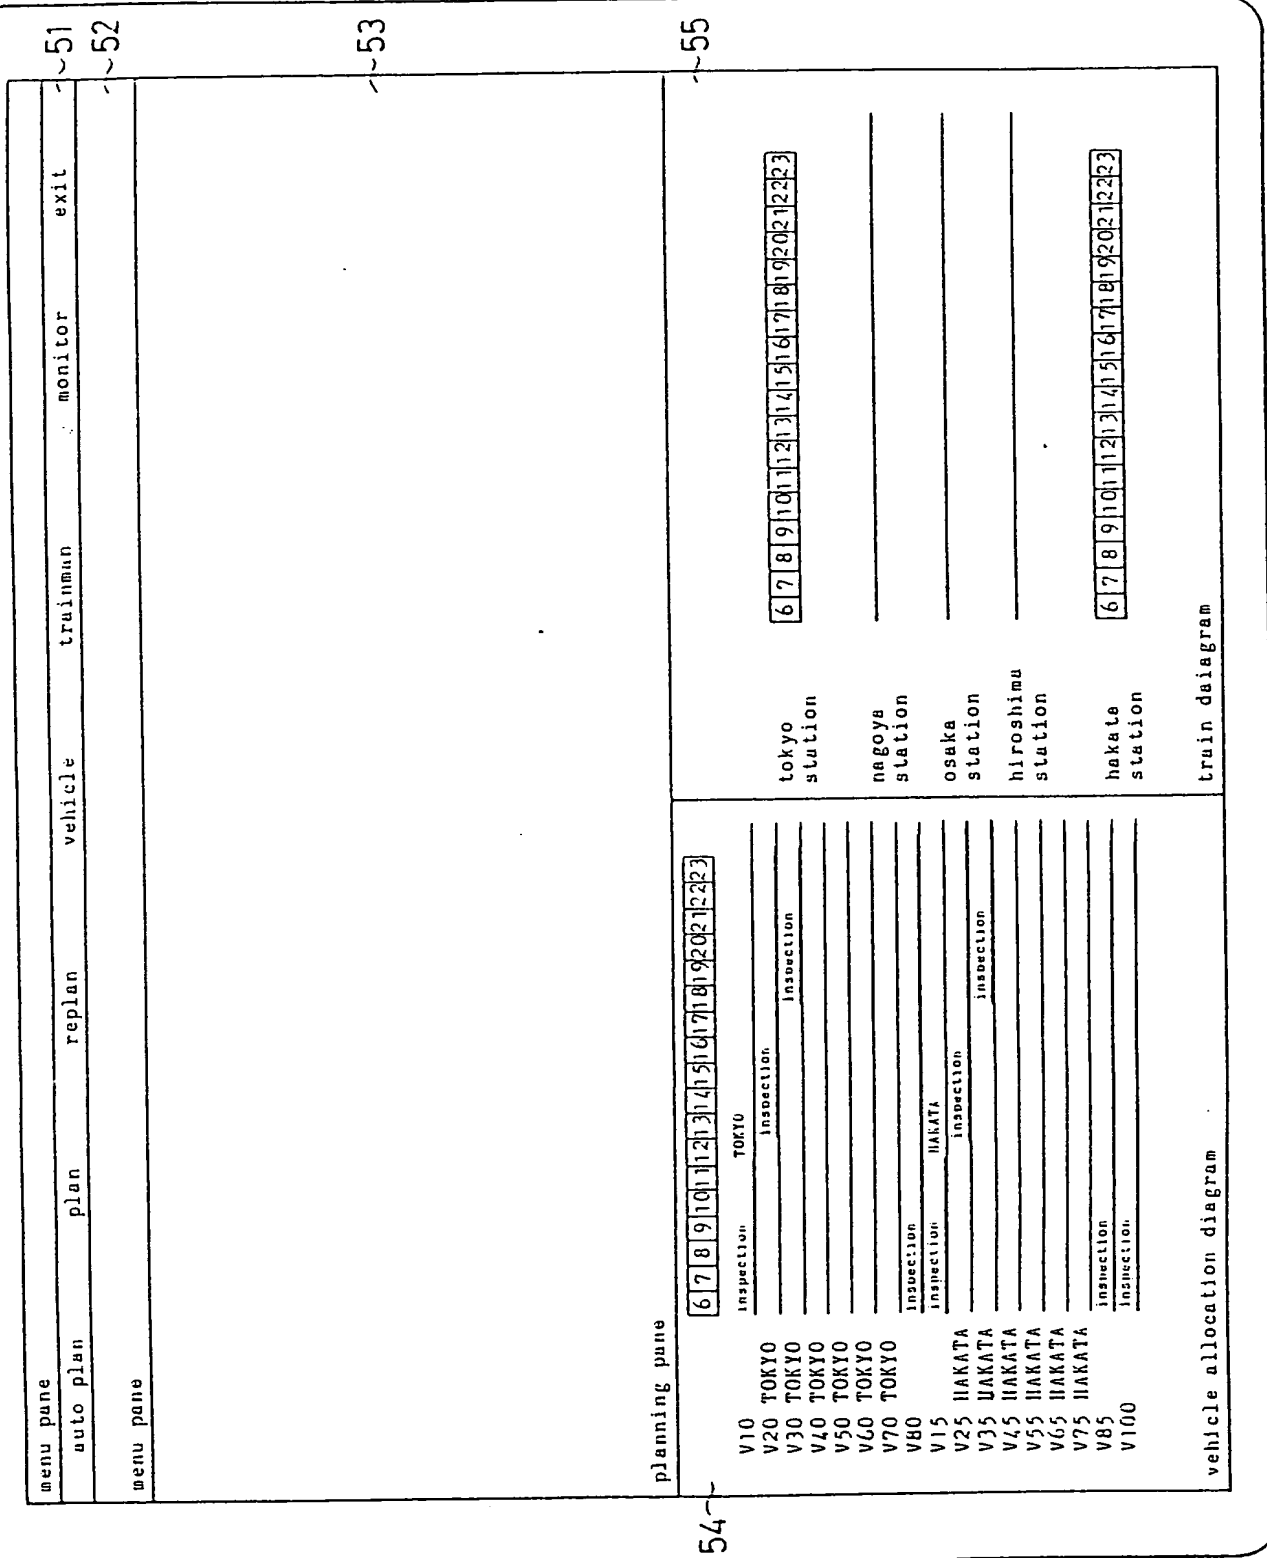 menu pane
auto plan plan replan vehicle trainman monitor exit
~51
~52
menu pane
~53
planning pane
54~
~55
6 7 8 9 10 11 12 13 14 15 16 17 18 19 20 21 22 23
V10 inspection TOKYO
V20 TOKYO inspection
V30 TOKYO inspection
V40 TOKYO
V50 TOKYO
V60 TOKYO
V70 TOKYO
V80 inspection
V15 inspection HAKATA
V25 HAKATA inspection
V35 HAKATA inspection
V45 HAKATA
V55 HAKATA
V65 HAKATA
V75 HAKATA
V85 inspection
V100 inspection
vehicle allocation diagram
tokyo
station
6 7 8 9 10 11 12 13 14 15 16 17 18 19 20 21 22 23
nagoya
station
osaka
station
hiroshima
station
hakata
station
6 7 8 9 10 11 12 13 14 15 16 17 18 19 20 21 22 23
train daiagram